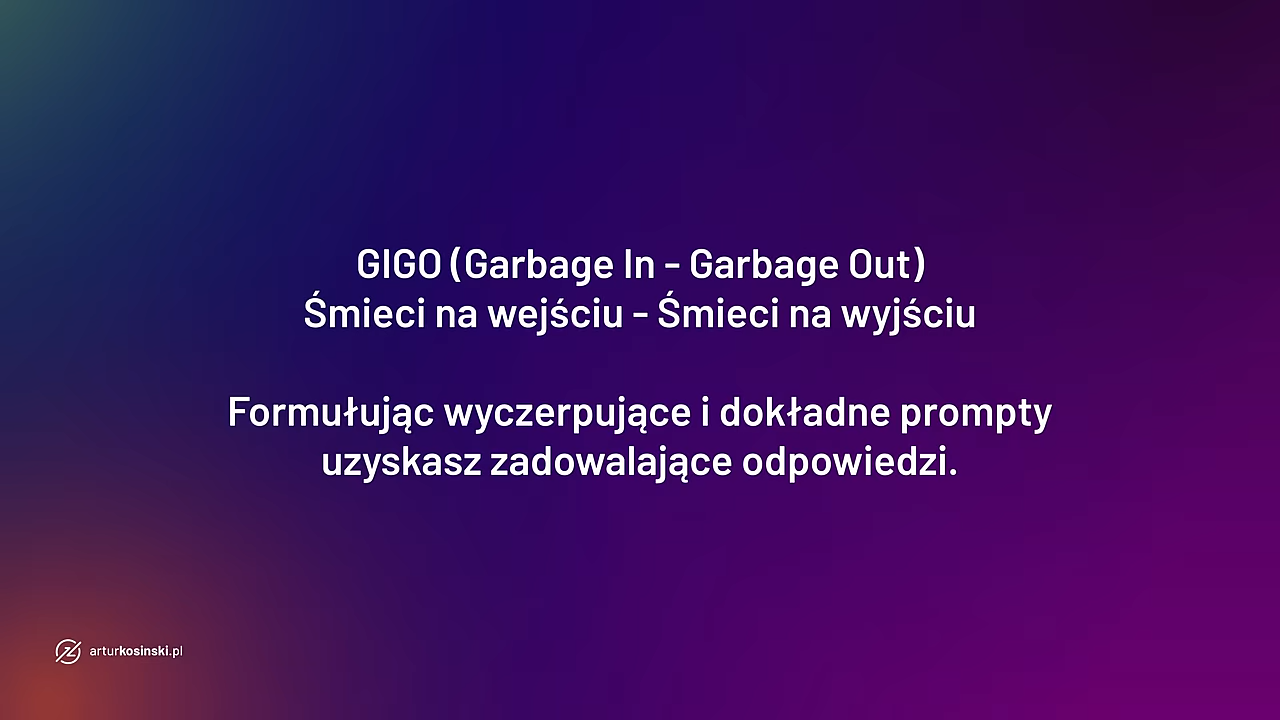 GIGO (Garbage In - Garbage Out)
Śmieci na wejściu - Śmieci na wyjściu
Formułując wyczerpujące i dokładne prompty
uzyskasz zadowalające odpowiedzi.
arturkosinski.pl